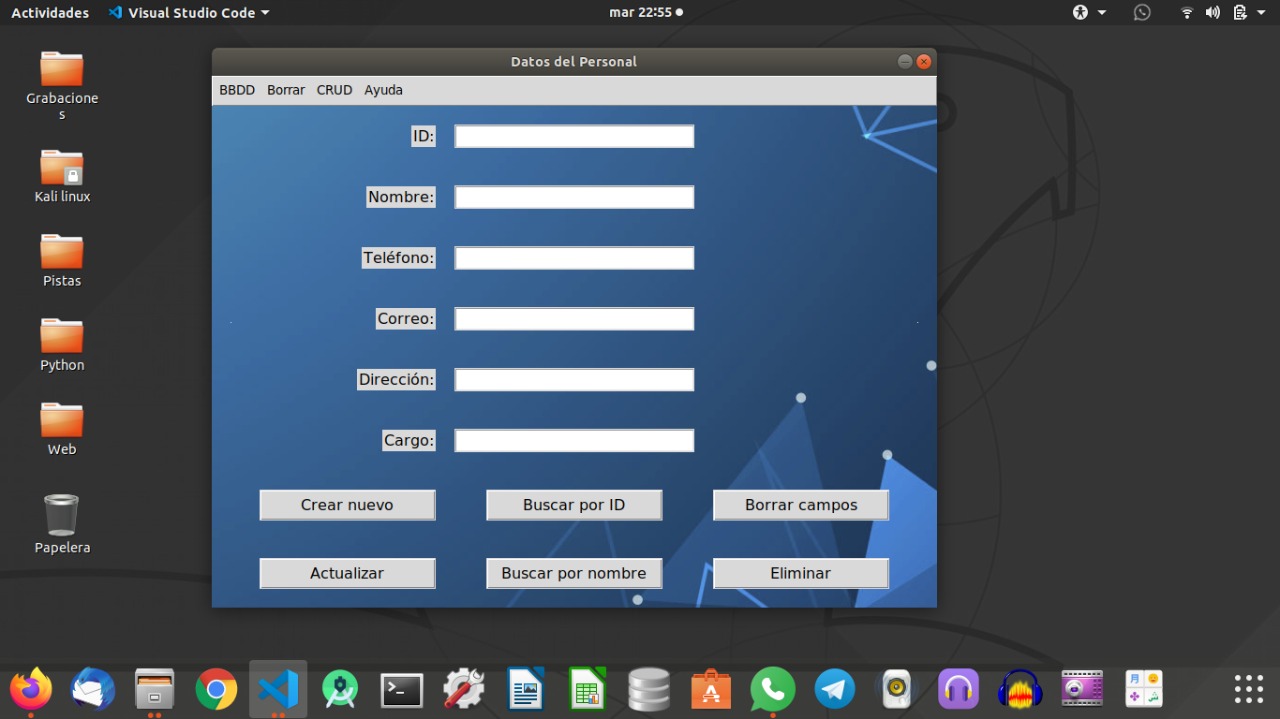 Actividades Visual Studio Code mar 22:55
Grabacione
s
Kali linux
Pistas
Python
Web
Papelera
Datos del Personal
BBDD Borrar CRUD Ayuda
ID:
Nombre:
Teléfono:
Correo:
Dirección:
Cargo:
Crear nuevo Buscar por ID Borrar campos
Actualizar Buscar por nombre Eliminar